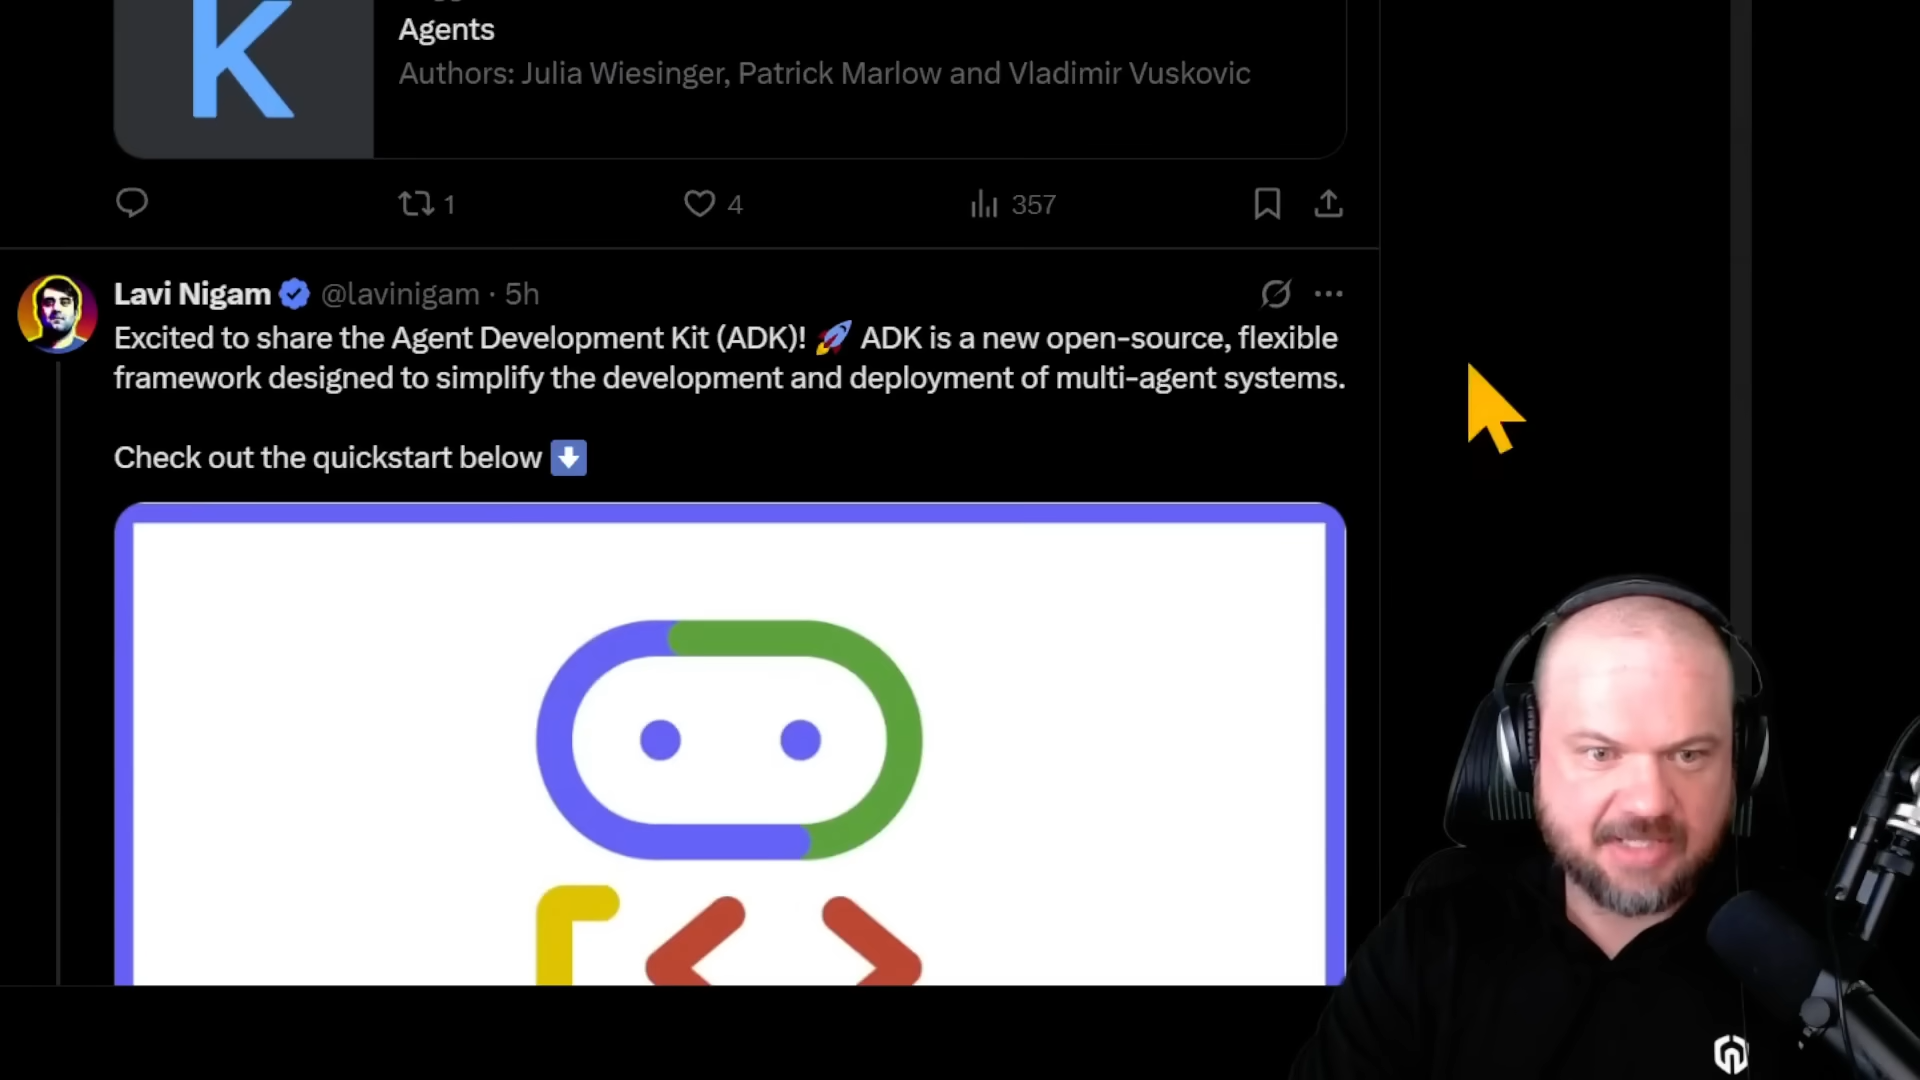 K
Agents
Authors: Julia Wiesinger, Patrick Marlow and Vladimir Vuskovic
1
4
357
Lavi Nigam @lavinigam · 5h
Excited to share the Agent Development Kit (ADK)! 🚀 ADK is a new open-source, flexible
framework designed to simplify the development and deployment of multi-agent systems.
Check out the quickstart below ⬇️